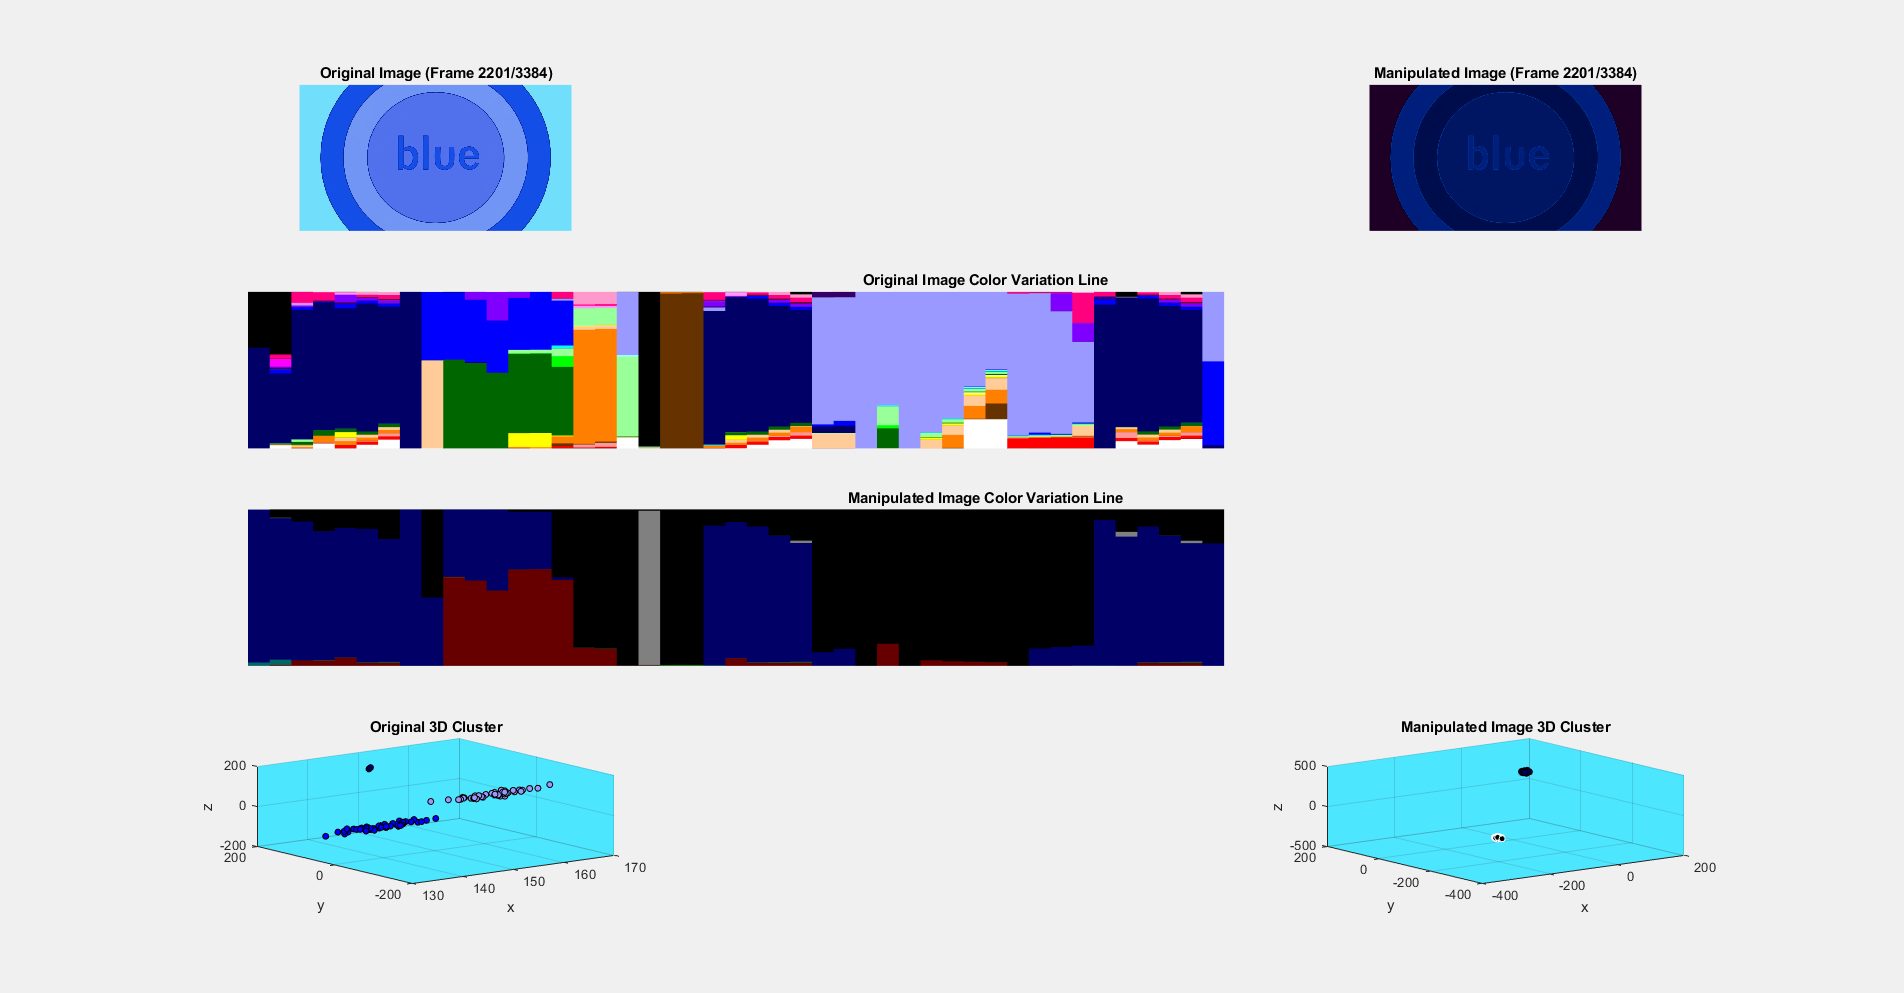 Original Image (Frame 2201/3384)
Manipulated Image (Frame 2201/3384)
blue
blue
Original Image Color Variation Line
Manipulated Image Color Variation Line
Original 3D Cluster
200
0
-200
z
200
0
-200
y
130
140
150
160
170
x
Manipulated Image 3D Cluster
500
0
-500
z
200
0
-200
-400
y
-400
-200
0
200
x